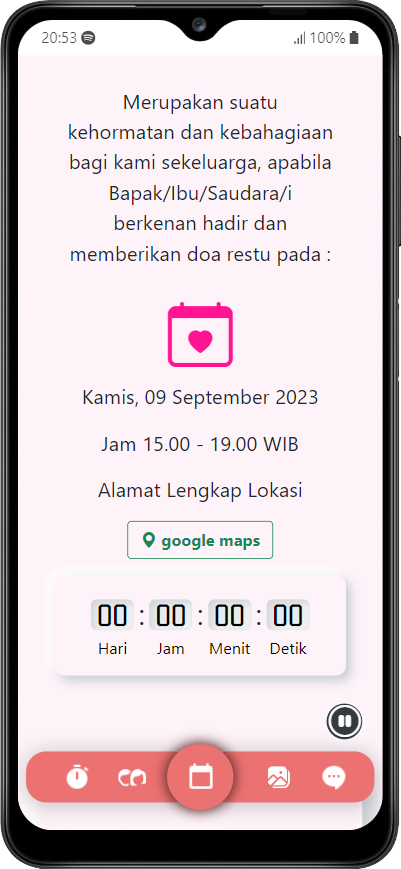 20:53 100%
Merupakan suatu
kehormatan dan kebahagiaan
bagi kami sekeluarga, apabila
Bapak/Ibu/Saudara/i
berkenan hadir dan
memberikan doa restu pada :
Kamis, 09 September 2023
Jam 15.00 - 19.00 WIB
Alamat Lengkap Lokasi
google maps
00 : 00 : 00 : 00
Hari Jam Menit Detik